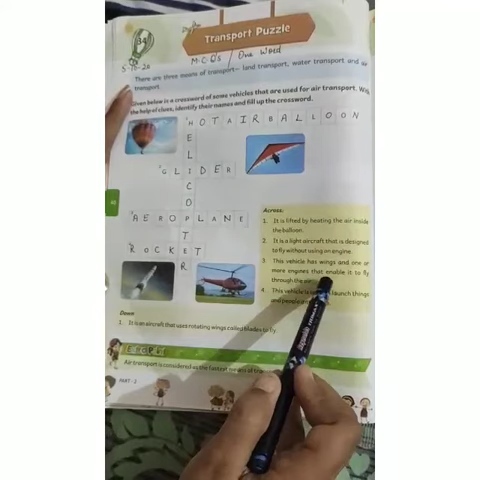 34
Transport Puzzle
5-10-20
M.C.Q's / One Word
There are three means of transport— land transport, water transport and air
transport.
Given below is a crossword of some vehicles that are used for air transport. With
the help of clues, identify their names and fill up the crossword.
HOTAIRBALLOON
E
L
GLIDER
C
O
AEROPLANE
T
ROCKET
R
Across:
1. It is lifted by heating the air inside
the balloon.
2. It is a light aircraft that is designed
to fly without using an engine.
3 This vehicle has wings and one or
more engines that enable it to fly
through the air.
4 This vehicle is launch things
and people
Down
1. It is an aircraft that uses rotating wings called blades to fly.
Air transport is considered as the fastest means of
PART - 2